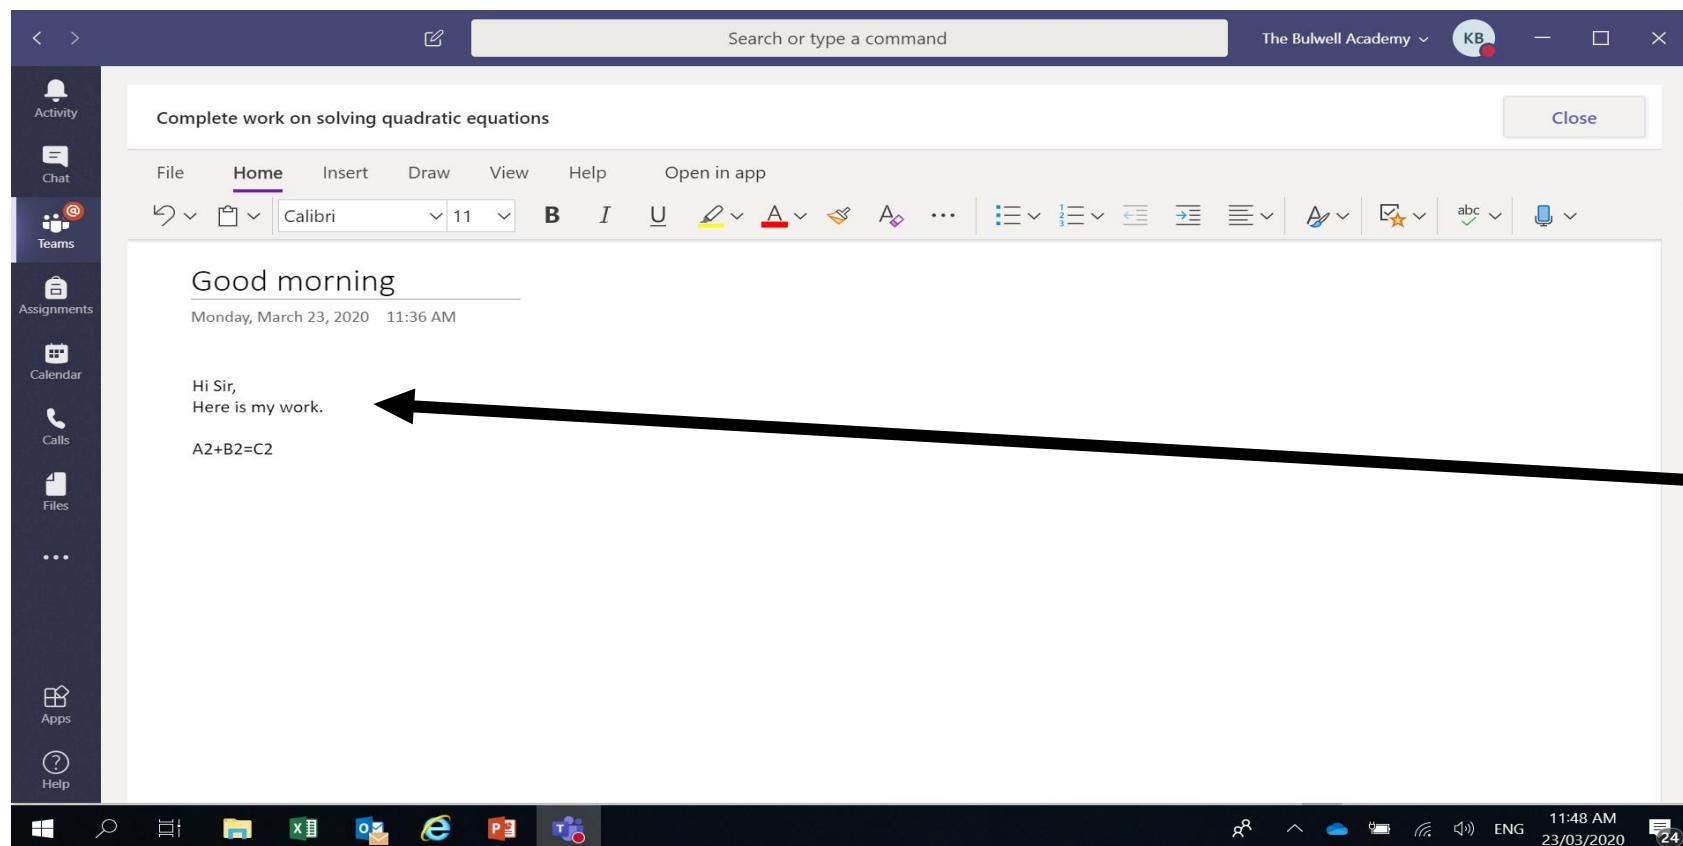 Search or type a command
The Bulwell Academy
KB
Activity
Chat
Teams
Assignments
Calendar
Calls
Files
Apps
Help
Complete work on solving quadratic equations
Close
File Home Insert Draw View Help Open in app
Calibri 11 B I U A A abc
Good morning
Monday, March 23, 2020 11:36 AM
Hi Sir,
Here is my work.
A2+B2=C2
ENG
11:48 AM
23/03/2020
24